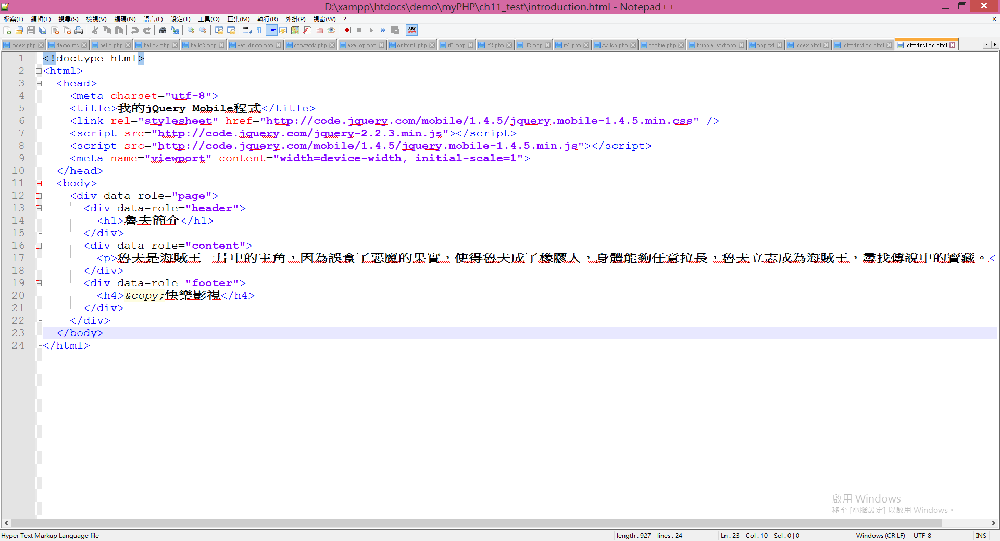 D:\xampp\htdocs\demo\myPHP\ch11_test\introduction.html - Notepad++
檔案(F) 編輯(E) 搜尋(S) 檢視(V) 編碼(N) 語言(L) 設定(T) 工具(O) 巨集(M) 執行(R) 外掛(P) 視窗(W) ? X
ABC
index.php demo.inc hello.php hello2.php hello3.php var_dump.php constants.php exe_op.php output1.php if1.php if2.php if3.php if4.php switch.php cookie.php bubble_sort.php php.txt index.html introduction.html introduction.html
1 <!doctype html>
2 <html>
3 <head>
4 <meta charset="utf-8">
5 <title>我的jQuery Mobile程式</title>
6 <link rel="stylesheet" href="http://code.jquery.com/mobile/1.4.5/jquery.mobile-1.4.5.min.css" />
7 <script src="http://code.jquery.com/jquery-2.2.3.min.js"></script>
8 <script src="http://code.jquery.com/mobile/1.4.5/jquery.mobile-1.4.5.min.js"></script>
9 <meta name="viewport" content="width=device-width, initial-scale=1">
10 </head>
11 <body>
12 <div data-role="page">
13 <div data-role="header">
14 <h1>魯夫簡介</h1>
15 </div>
16 <div data-role="content">
17 <p>魯夫是海賊王一片中的主角，因為誤食了惡魔的果實，使得魯夫成了橡膠人，身體能夠任意拉長，魯夫立志成為海賊王，尋找傳說中的寶藏。<
18 </div>
19 <div data-role="footer">
20 <h4>&copy;快樂影視</h4>
21 </div>
22 </div>
23 </body>
24 </html>
啟用 Windows
移至 [電腦設定] 以啟用 Windows。
Hyper Text Markup Language file length : 927 lines : 24 Ln : 23 Col : 10 Sel : 0 | 0 Windows (CR LF) UTF-8 INS